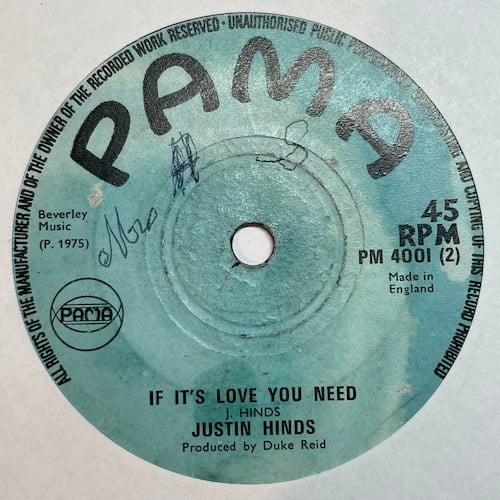 ALL RIGHTS OF THE MANUFACTURER AND OF THE OWNER OF THE RECORDED WORK RESERVED · UNAUTHORISED PUBLIC AND COPYING OF THIS RECORD PROHIBITED
PAMA
Beverley
Music
(P. 1975)
45
RPM
PM 4001 (2)
Made in
England
PAMA
IF IT'S LOVE YOU NEED
J. HINDS
JUSTIN HINDS
Produced by Duke Reid